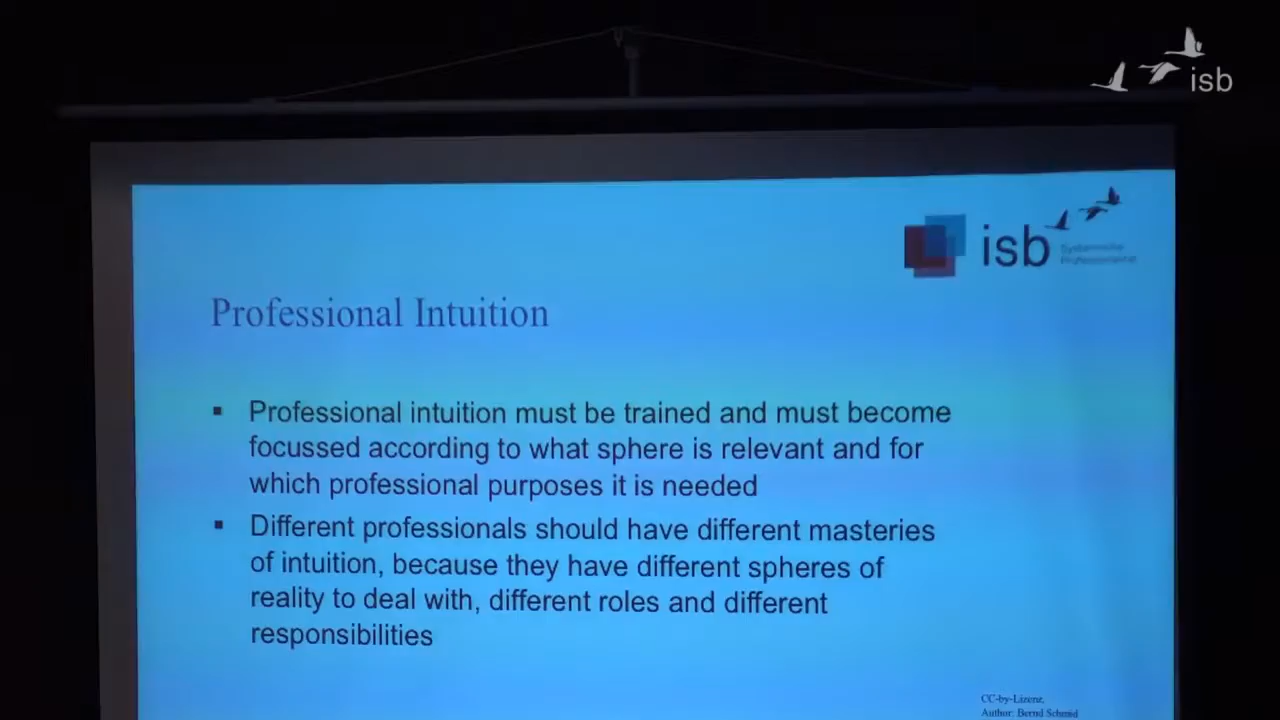 isb
isb
Systemische
Professionalität
Professional Intuition
▪ Professional intuition must be trained and must become
focussed according to what sphere is relevant and for
which professional purposes it is needed
▪ Different professionals should have different masteries
of intuition, because they have different spheres of
reality to deal with, different roles and different
responsibilities
CC-by-Lizenz,
Author: Bernd Schmid